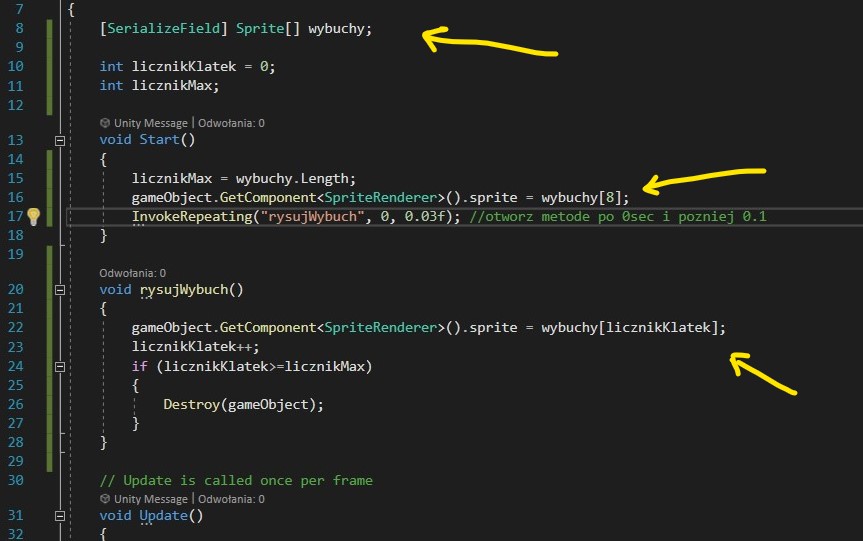 7 {
8 [SerializeField] Sprite[] wybuchy;
9
10 int licznikKlatek = 0;
11 int licznikMax;
12
Unity Message | Odwołania: 0
13 void Start()
14 {
15 licznikMax = wybuchy.Length;
16 gameObject.GetComponent<SpriteRenderer>().sprite = wybuchy[8];
17 InvokeRepeating("rysujWybuch", 0, 0.03f); //otworz metode po 0sec i pozniej 0.1
18 }
19
Odwołania: 0
20 void rysujWybuch()
21 {
22 gameObject.GetComponent<SpriteRenderer>().sprite = wybuchy[licznikKlatek];
23 licznikKlatek++;
24 if (licznikKlatek>=licznikMax)
25 {
26 Destroy(gameObject);
27 }
28 }
29
30 // Update is called once per frame
Unity Message | Odwołania: 0
31 void Update()
32 {